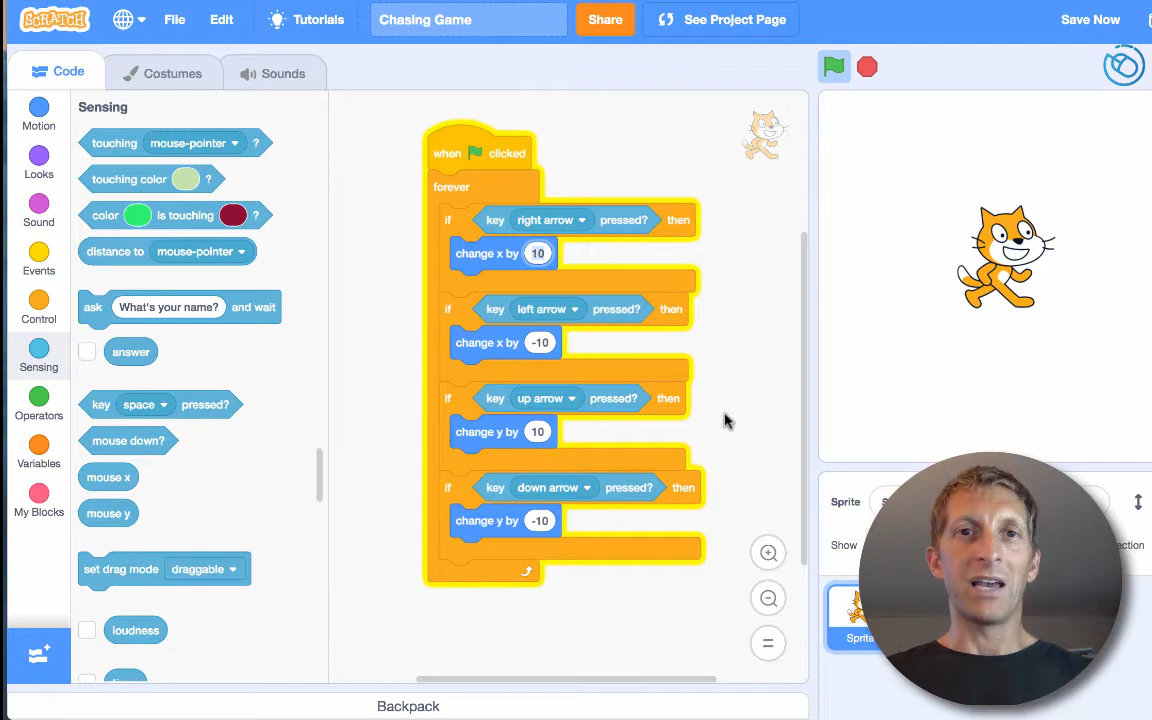 SCRATCH
File
Edit
Tutorials
Chasing Game
Share
See Project Page
Save Now
Code
Costumes
Sounds
Motion
Looks
Sound
Events
Control
Sensing
Operators
Variables
My Blocks
Sensing
touching mouse-pointer ?
touching color ?
color is touching ?
distance to mouse-pointer
ask What's your name? and wait
answer
key space pressed?
mouse down?
mouse x
mouse y
set drag mode draggable
loudness
when clicked
forever
if key right arrow pressed? then
change x by 10
if key left arrow pressed? then
change x by -10
if key up arrow pressed? then
change y by 10
if key down arrow pressed? then
change y by -10
Backpack
Sprite
Show
Sprite